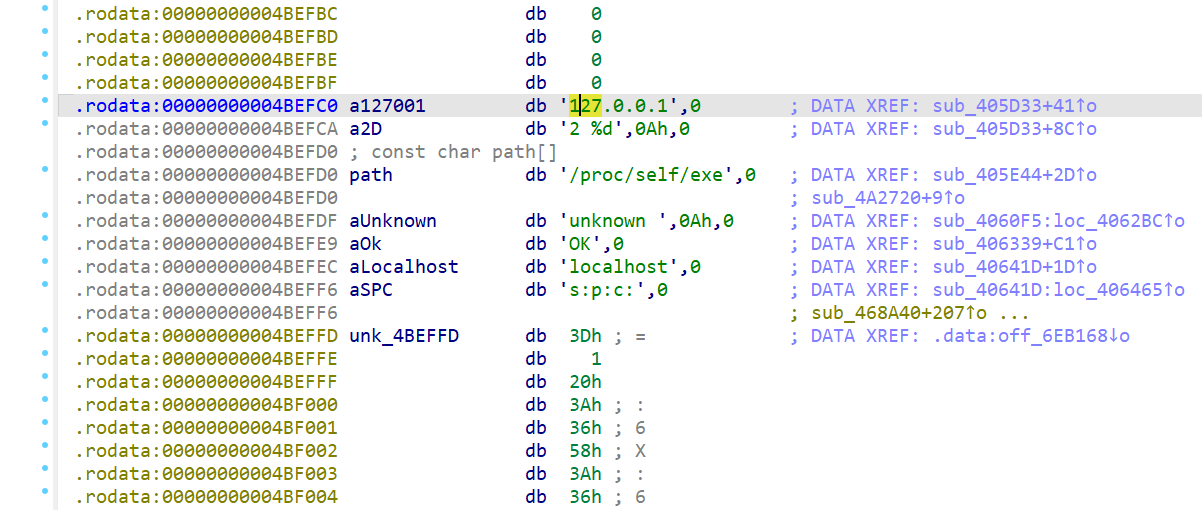 .rodata:00000000004BEFBC db 0
.rodata:00000000004BEFBD db 0
.rodata:00000000004BEFBE db 0
.rodata:00000000004BEFBF db 0
.rodata:00000000004BEFC0 a127001 db '127.0.0.1',0 ; DATA XREF: sub_405D33+41↑o
.rodata:00000000004BEFCA a2D db '2 %d',0Ah,0 ; DATA XREF: sub_405D33+8C↑o
.rodata:00000000004BEFD0 ; const char path[]
.rodata:00000000004BEFD0 path db '/proc/self/exe',0 ; DATA XREF: sub_405E44+2D↑o
.rodata:00000000004BEFD0 ; sub_4A2720+9↑o
.rodata:00000000004BEFDF aUnknown db 'unknown ',0Ah,0 ; DATA XREF: sub_4060F5:loc_4062BC↑o
.rodata:00000000004BEFE9 aOk db 'OK',0 ; DATA XREF: sub_406339+C1↑o
.rodata:00000000004BEFEC aLocalhost db 'localhost',0 ; DATA XREF: sub_40641D+1D↑o
.rodata:00000000004BEFF6 aSPC db 's:p:c:',0 ; DATA XREF: sub_40641D:loc_406465↑o
.rodata:00000000004BEFF6 ; sub_468A40+207↑o ...
.rodata:00000000004BEFFD unk_4BEFFD db 3Dh ; = ; DATA XREF: .data:off_6EB168↓o
.rodata:00000000004BEFFE db 1
.rodata:00000000004BEFFF db 20h
.rodata:00000000004BF000 db 3Ah ; :
.rodata:00000000004BF001 db 36h ; 6
.rodata:00000000004BF002 db 58h ; X
.rodata:00000000004BF003 db 3Ah ; :
.rodata:00000000004BF004 db 36h ; 6